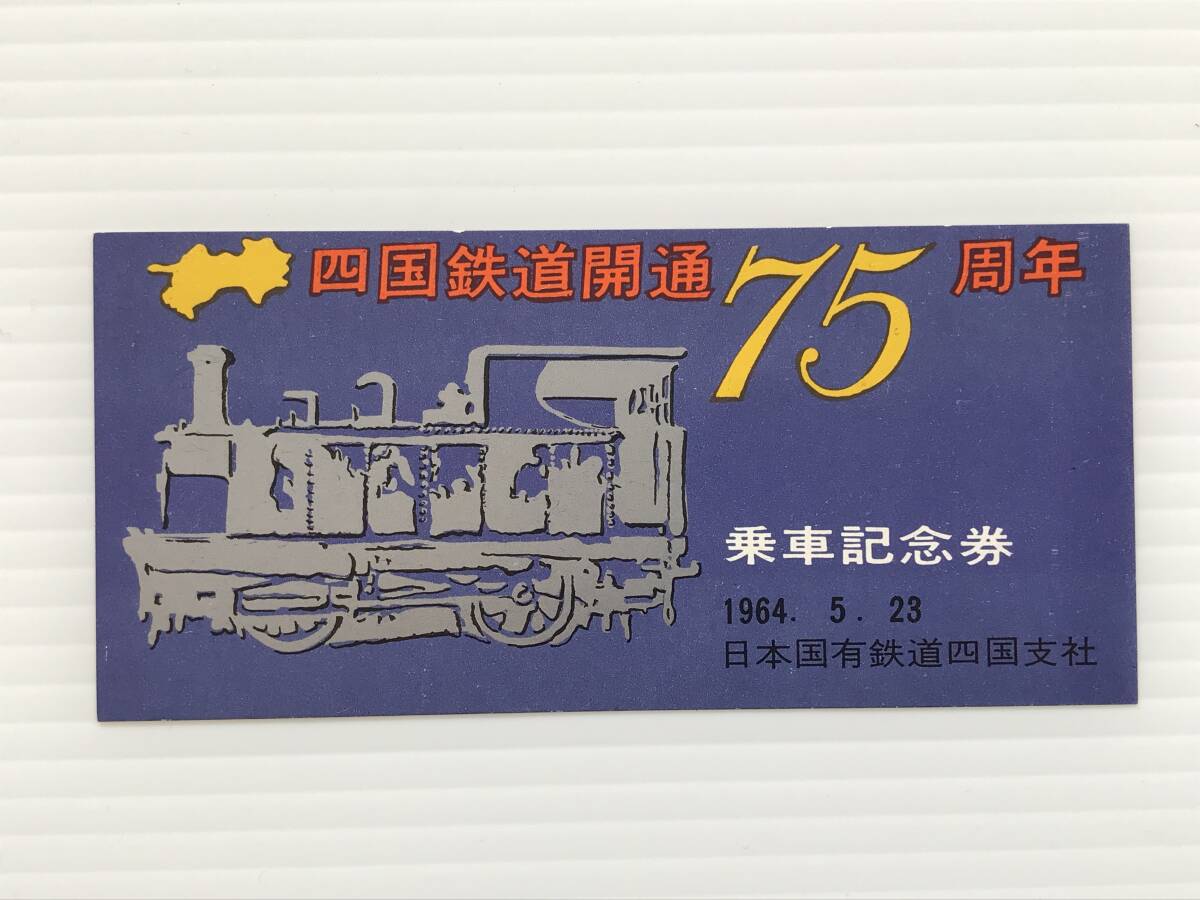 四国鉄道開通75周年
乗車記念券
1964. 5. 23
日本国有鉄道四国支社